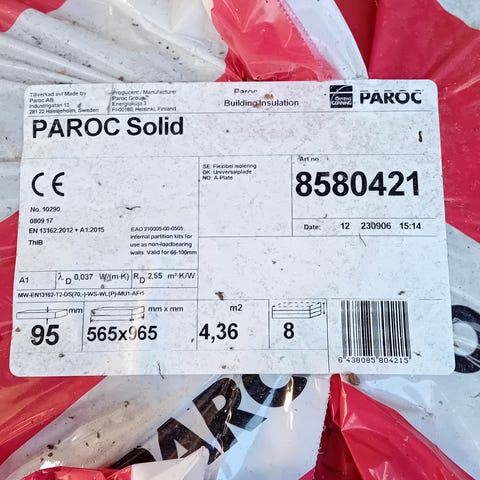 Tillverkad av/ Made by
Paroc AB
Industrigatan 13
281 22 Hässleholm, Sweden
Producent / Manufacturer
Paroc Group
Energiakuja 3
FI-00180 Helsinki, Finland
Paroc
Building Insulation
OWENS CORNING
PAROC
PAROC Solid
SE: Flexibel isolering
DK: Universalplade
NO: A-Plate
Art.no
8580421
CE
No. 10290
0809 17
EN 13162:2012 + A1:2015
ThIB
EAD 210005-00-0505
internal partition kits for
use as non-loadbearing
walls. Valid for 66-100mm
Date: 12 230906 15:14
A1 λD 0,037 W/(m·K) RD 2,55 m²·K/W
MW-EN13162-T2-DS(70,-)-WS-WL(P)-MU1-AFr5
mm
95
mm x mm
565x965
m2
4,36
8
6 438085 804215
PAROC